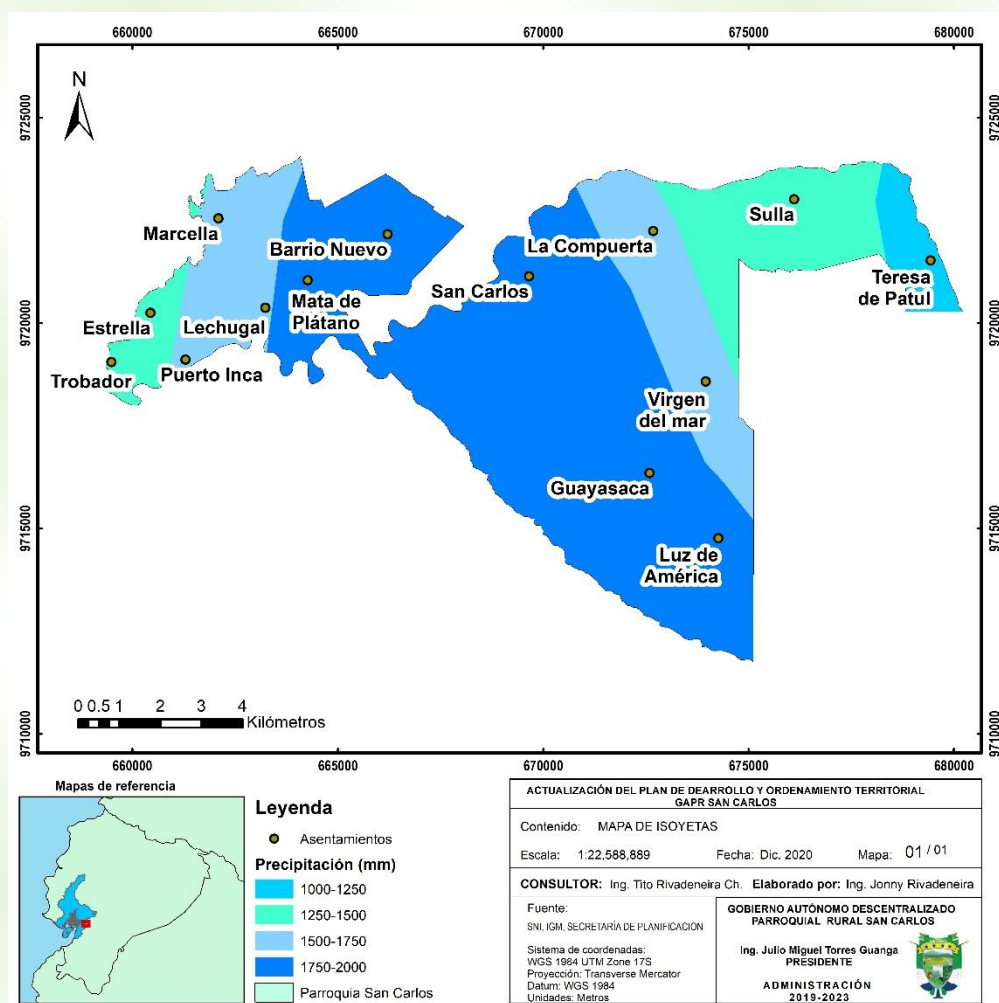 660000 665000 670000 675000 680000
N
9725000 9725000
Marcella
Barrio Nuevo
La Compuerta
Sulla
Teresa
de Patul
San Carlos
Mata de
Plátano
Lechugal
Estrella
9720000 9720000
Trobador
Puerto Inca
Virgen
del mar
Guayasaca
Luz de
América
9715000 9715000
0 0.5 1 2 3 4
Kilómetros
9710000 9710000
660000 665000 670000 675000 680000
Mapas de referencia
Leyenda
Asentamientos
Precipitación (mm)
1000-1250
1250-1500
1500-1750
1750-2000
Parroquia San Carlos
ACTUALIZACIÓN DEL PLAN DE DEARROLLO Y ORDENAMIENTO TERRITORIAL
GAPR SAN CARLOS
Contenido: MAPA DE ISOYETAS
Escala: 1:22,588,889 Fecha: Dic. 2020 Mapa: 01 / 01
CONSULTOR: Ing. Tito Rivadeneira Ch. Elaborado por: Ing. Jonny Rivadeneira
Fuente:
SNI, IGM, SECRETARÍA DE PLANIFICACIÓN
Sistema de coordenadas:
WGS 1984 UTM Zone 17S
Proyección: Transverse Mercator
Datum: WGS 1984
Unidades: Metros
GOBIERNO AUTÓNOMO DESCENTRALIZADO
PARROQUIAL RURAL SAN CARLOS
Ing. Julio Miguel Torres Guanga
PRESIDENTE
ADMINISTRACIÓN
2019-2023